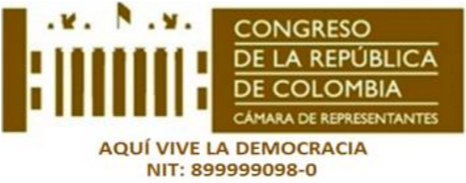 CONGRESO
DE LA REPÚBLICA
DE COLOMBIA
CÁMARA DE REPRESENTANTES
AQUÍ VIVE LA DEMOCRACIA
NIT: 899999098-0